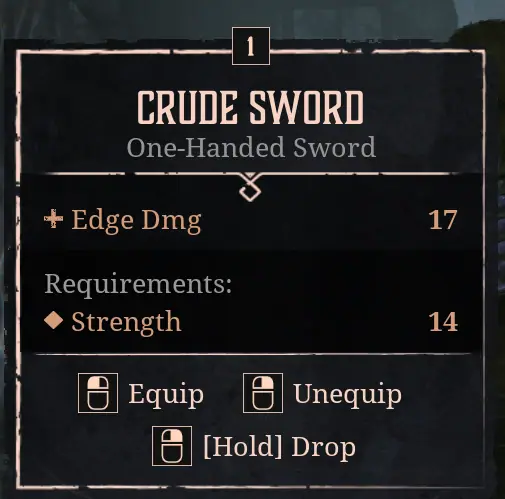 1
CRUDE SWORD
One-Handed Sword
Edge Dmg 17
Requirements:
Strength 14
Equip Unequip
[Hold] Drop